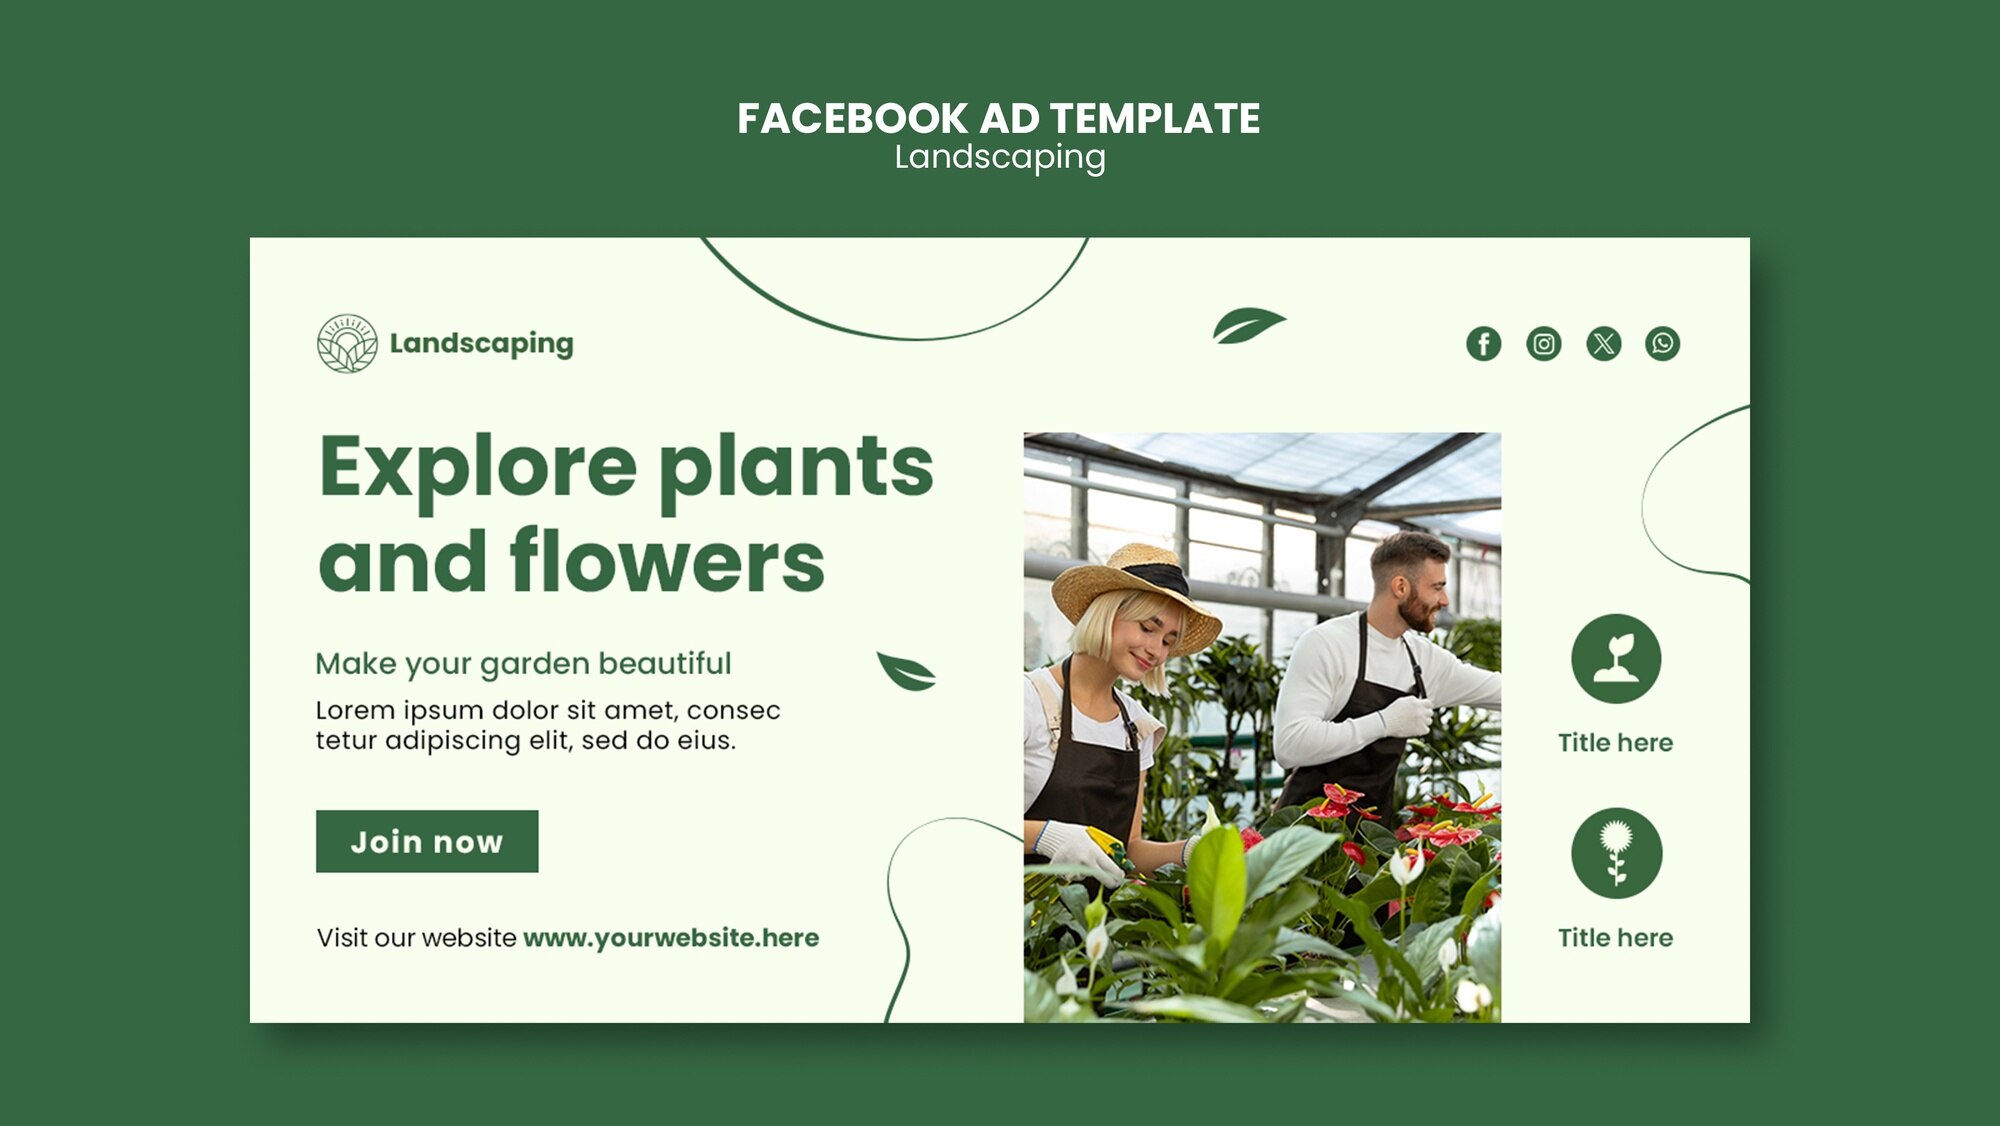 FACEBOOK AD TEMPLATE
Landscaping
Landscaping
Explore plants
and flowers
Make your garden beautiful
Lorem ipsum dolor sit amet, consec
tetur adipiscing elit, sed do eius.
Join now
Visit our website www.yourwebsite.here
Title here
Title here